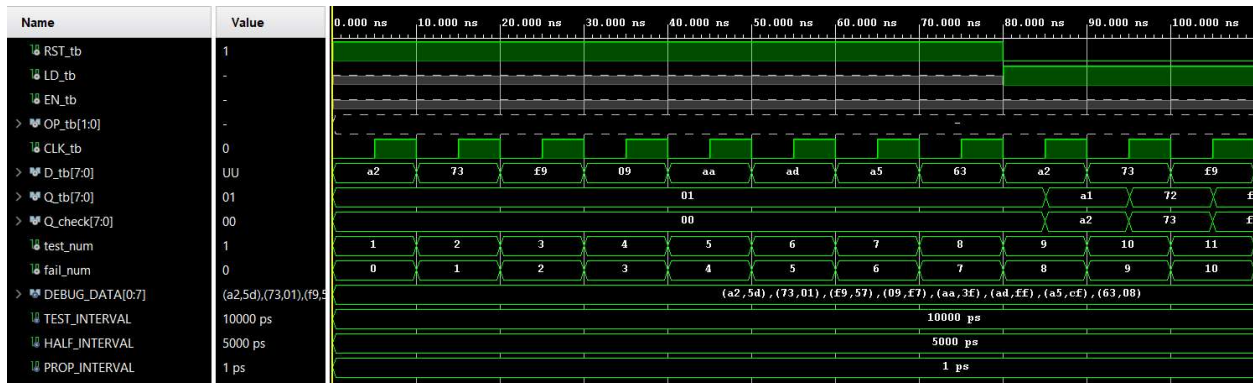 Name Value 0.000 ns 10.000 ns 20.000 ns 30.000 ns 40.000 ns 50.000 ns 60.000 ns 70.000 ns 80.000 ns 90.000 ns 100.000 ns
RST_tb 1
LD_tb -
EN_tb -
OP_tb[1:0] - -
CLK_tb 0
D_tb[7:0] UU a2 73 f9 09 aa ad a5 63 a2 73 f9
Q_tb[7:0] 01 01 a1 72 f
Q_check[7:0] 00 00 a2 73 f
test_num 1 1 2 3 4 5 6 7 8 9 10 11
fail_num 0 0 1 2 3 4 5 6 7 8 9 10
DEBUG_DATA[0:7] (a2,5d),(73,01),(f9,5 (a2,5d),(73,01),(f9,57),(09,f7),(aa,3f),(ad,ff),(a5,cf),(63,08)
TEST_INTERVAL 10000 ps 10000 ps
HALF_INTERVAL 5000 ps 5000 ps
PROP_INTERVAL 1 ps 1 ps